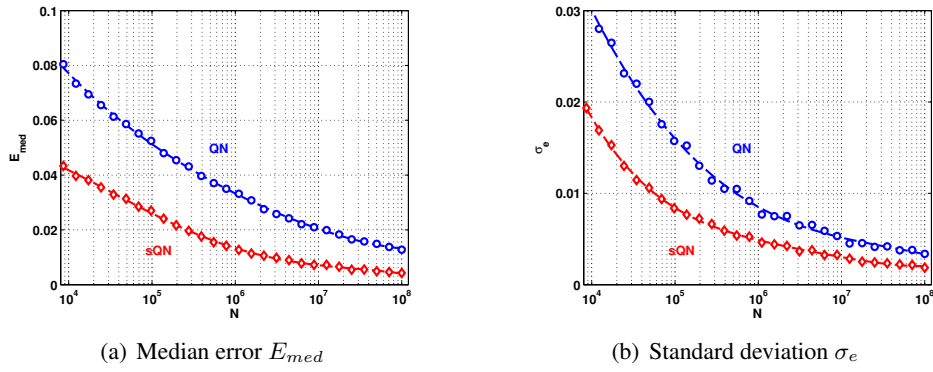 0.1
0.08
0.06
0.04
0.02
0
E_med
QN
sQN
10^4
10^5
10^6
10^7
10^8
N
(a) Median error E_med
0.03
0.02
0.01
0
σ_e
QN
sQN
10^4
10^5
10^6
10^7
10^8
N
(b) Standard deviation σ_e